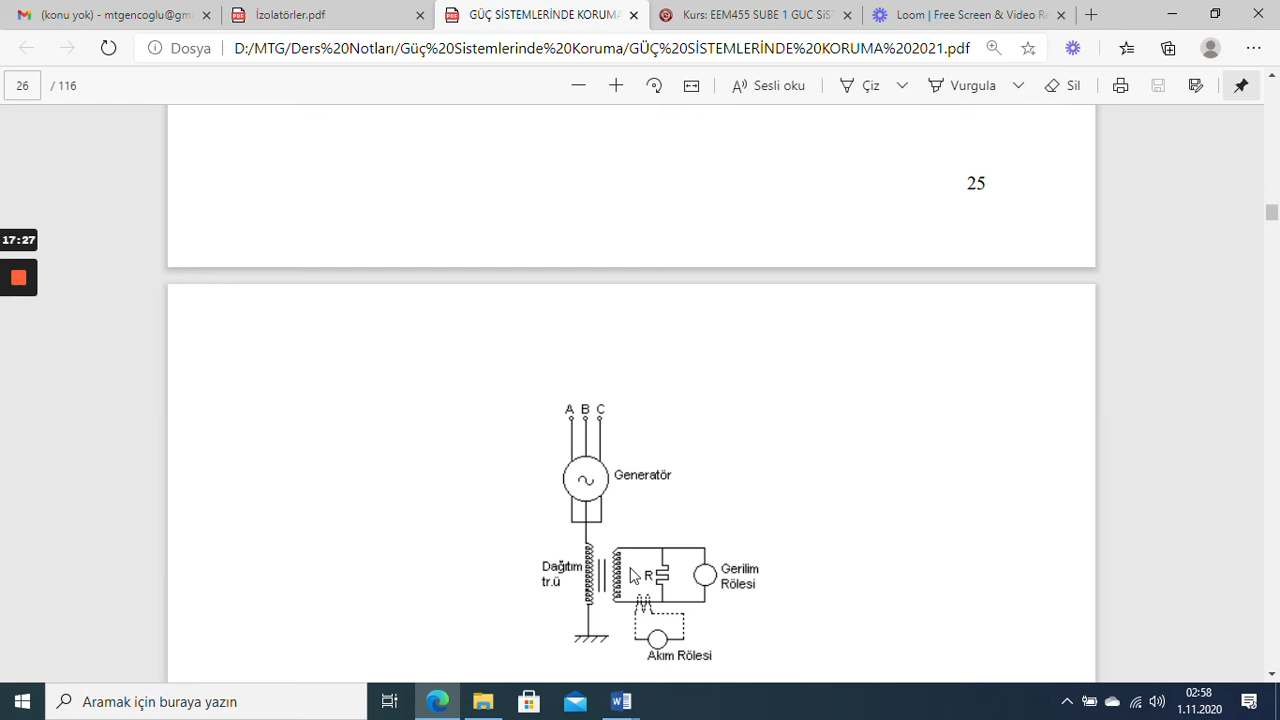 (konu yok) - mtgencoglu@gma
İzolatörler.pdf
GÜÇ SİSTEMLERİNDE KORUMA
Kurs: EEM455 SUBE 1 GUC SiST
Loom | Free Screen & Video Re
Dosya
D:/MTG/Ders%20Notları/Güç%20Sistemlerinde%20Koruma/GÜÇ%20SİSTEMLERİNDE%20KORUMA%202021.pdf
26 / 116
Sesli oku
Çiz
Vurgula
Sil
25
17:27
A B C
Generatör
Dağıtım
tr.ü
R
Gerilim
Rölesi
Akım Rölesi
Aramak için buraya yazın
02:58
1.11.2020